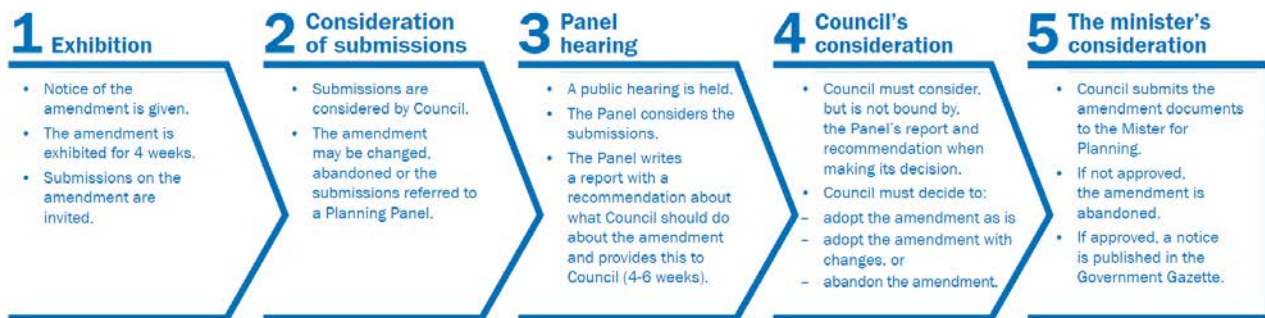 1 Exhibition
• Notice of the
amendment is given.
• The amendment is
exhibited for 4 weeks.
• Submissions on the
amendment are
invited.
2 Consideration
of submissions
• Submissions are
considered by Council.
• The amendment
may be changed,
abandoned or the
submissions referred to
a Planning Panel.
3 Panel
hearing
• A public hearing is held.
• The Panel considers the
submissions.
• The Panel writes
a report with a
recommendation about
what Council should do
about the amendment
and provides this to
Council (4-6 weeks).
4 Council's
consideration
• Council must consider,
but is not bound by,
the Panel's report and
recommendation when
making its decision.
• Council must decide to:
– adopt the amendment as is
– adopt the amendment with
changes, or
– abandon the amendment.
5 The minister's
consideration
• Council submits the
amendment documents
to the Mister for
Planning.
• If not approved,
the amendment is
abandoned.
• If approved, a notice
is published in the
Government Gazette.